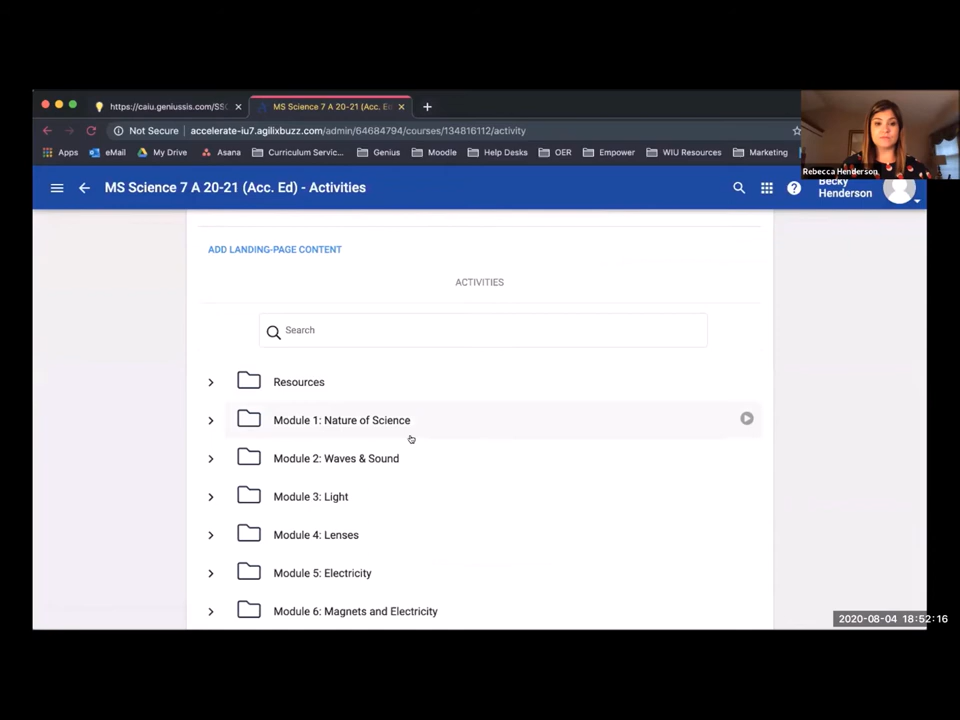 https://caiu.geniussis.com/SS
MS Science 7 A 20-21 (Acc. Ed
Not Secure
accelerate-iu7.agilixbuzz.com/admin/64684794/courses/134816112/activity
Apps
eMail
My Drive
Asana
Curriculum Servic...
Genius
Moodle
Help Desks
OER
Empower
WIU Resources
Marketing
Rebecca Henderson
MS Science 7 A 20-21 (Acc. Ed) - Activities
Becky
Henderson
ADD LANDING-PAGE CONTENT
ACTIVITIES
Search
Resources
Module 1: Nature of Science
Module 2: Waves & Sound
Module 3: Light
Module 4: Lenses
Module 5: Electricity
Module 6: Magnets and Electricity
2020-08-04 18:52:16